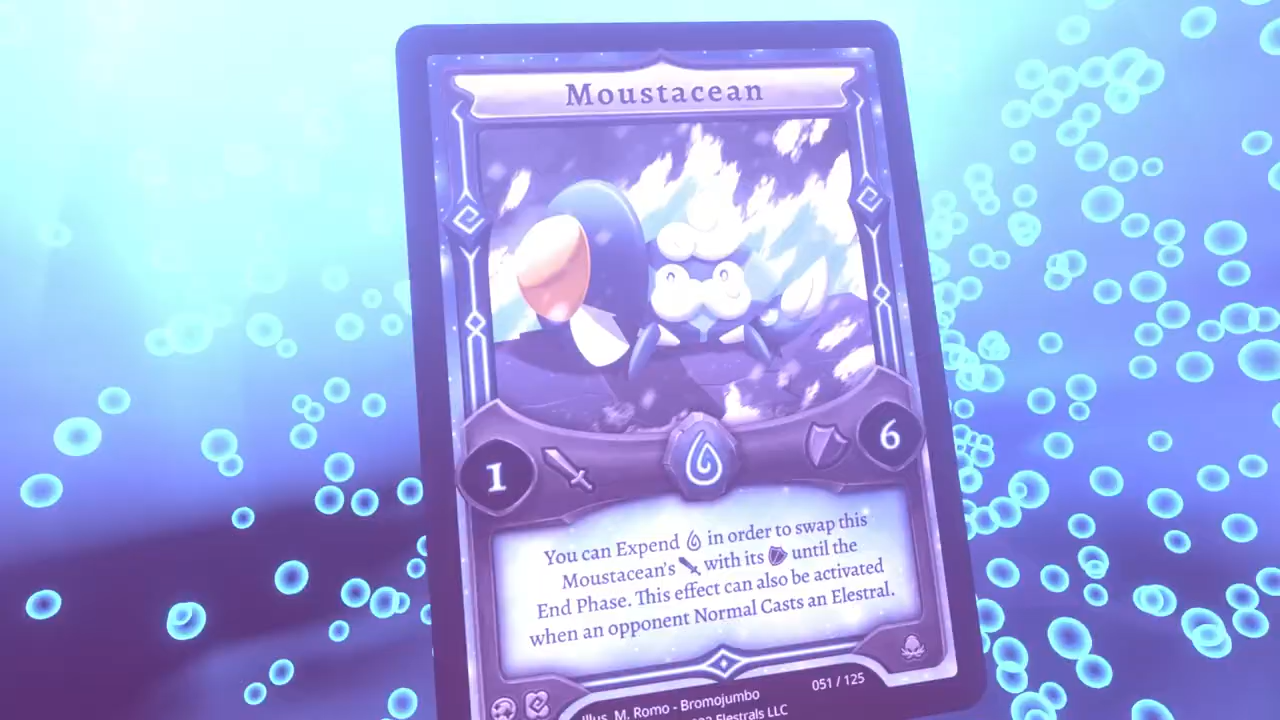 Moustacean
1
6
You can Expend in order to swap this
Moustacean's with its until the
End Phase. This effect can also be activated
when an opponent Normal Casts an Elestral.
Illus. M. Romo - Bromojumbo
051 / 125
Elestrals LLC